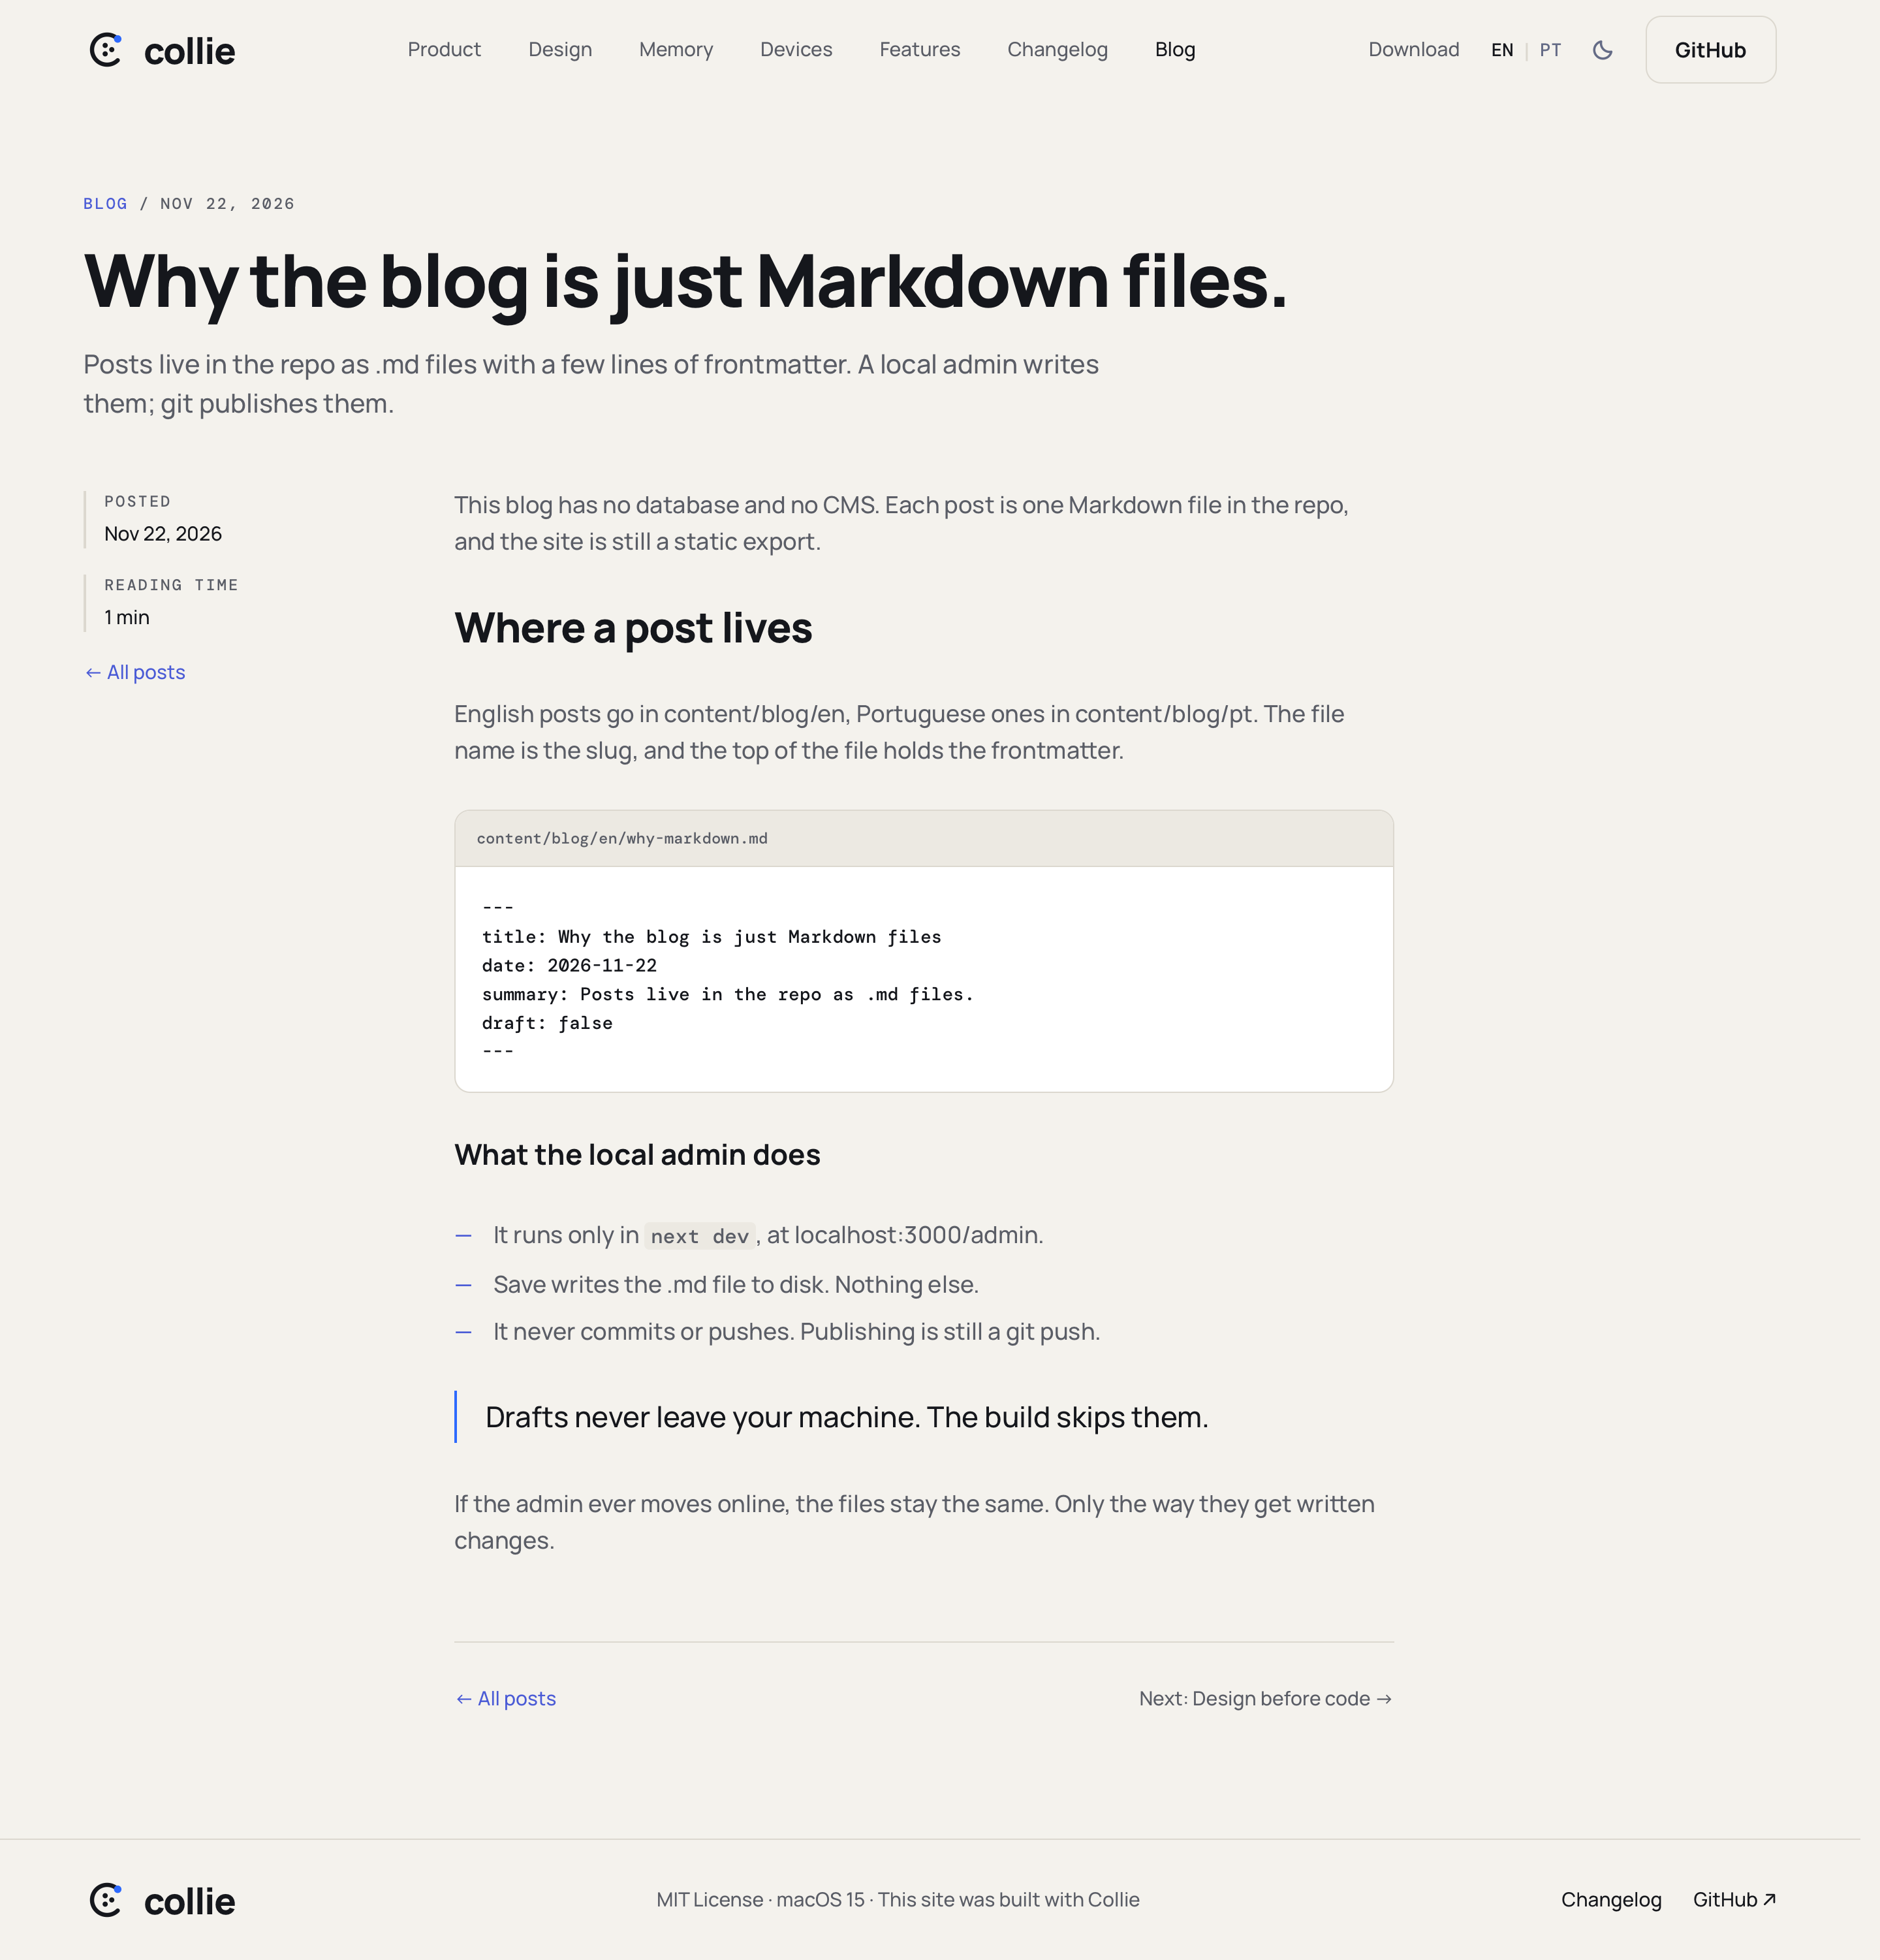 collie
Product Design Memory Devices Features Changelog Blog
Download EN | PT GitHub
BLOG / NOV 22, 2026
Why the blog is just Markdown files.
Posts live in the repo as .md files with a few lines of frontmatter. A local admin writes
them; git publishes them.
POSTED
Nov 22, 2026
READING TIME
1 min
← All posts
This blog has no database and no CMS. Each post is one Markdown file in the repo,
and the site is still a static export.
Where a post lives
English posts go in content/blog/en, Portuguese ones in content/blog/pt. The file
name is the slug, and the top of the file holds the frontmatter.
content/blog/en/why-markdown.md
---
title: Why the blog is just Markdown files
date: 2026-11-22
summary: Posts live in the repo as .md files.
draft: false
---
What the local admin does
— It runs only in next dev, at localhost:3000/admin.
— Save writes the .md file to disk. Nothing else.
— It never commits or pushes. Publishing is still a git push.
Drafts never leave your machine. The build skips them.
If the admin ever moves online, the files stay the same. Only the way they get written
changes.
← All posts
Next: Design before code →
collie
MIT License · macOS 15 · This site was built with Collie
Changelog GitHub ↗